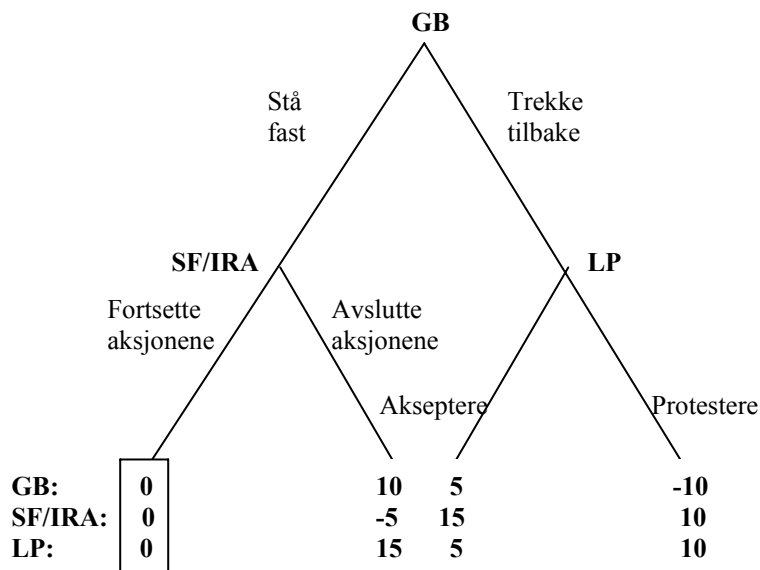 GB
Stå
fast
Trekke
tilbake
SF/IRA
LP
Fortsette
aksjonene
Avslutte
aksjonene
Akseptere
Protestere
GB: 0 10 5 -10
SF/IRA: 0 -5 15 10
LP: 0 15 5 10